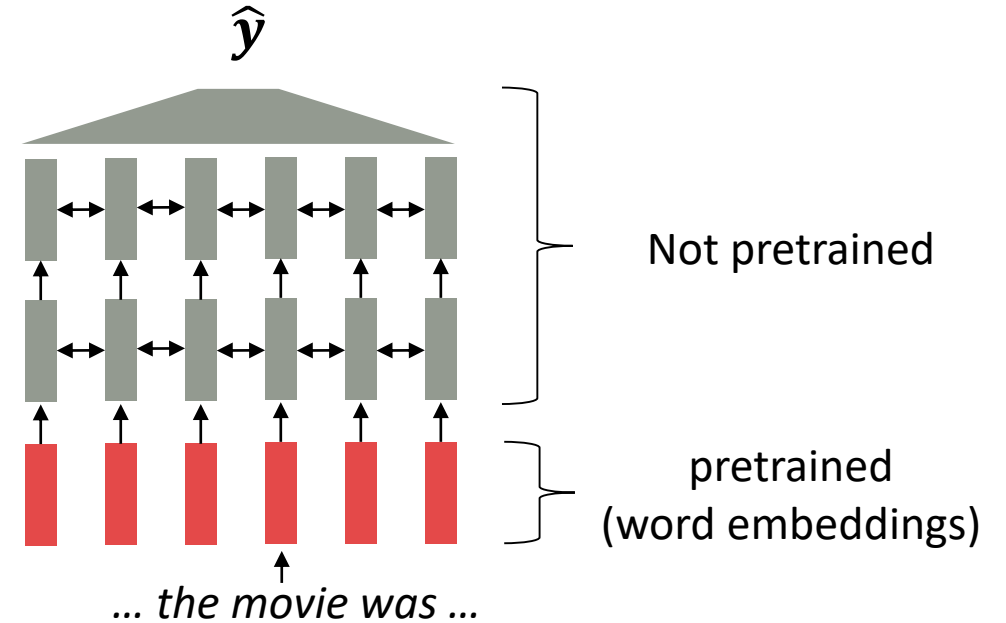 ŷ
Not pretrained
pretrained
(word embeddings)
… the movie was …